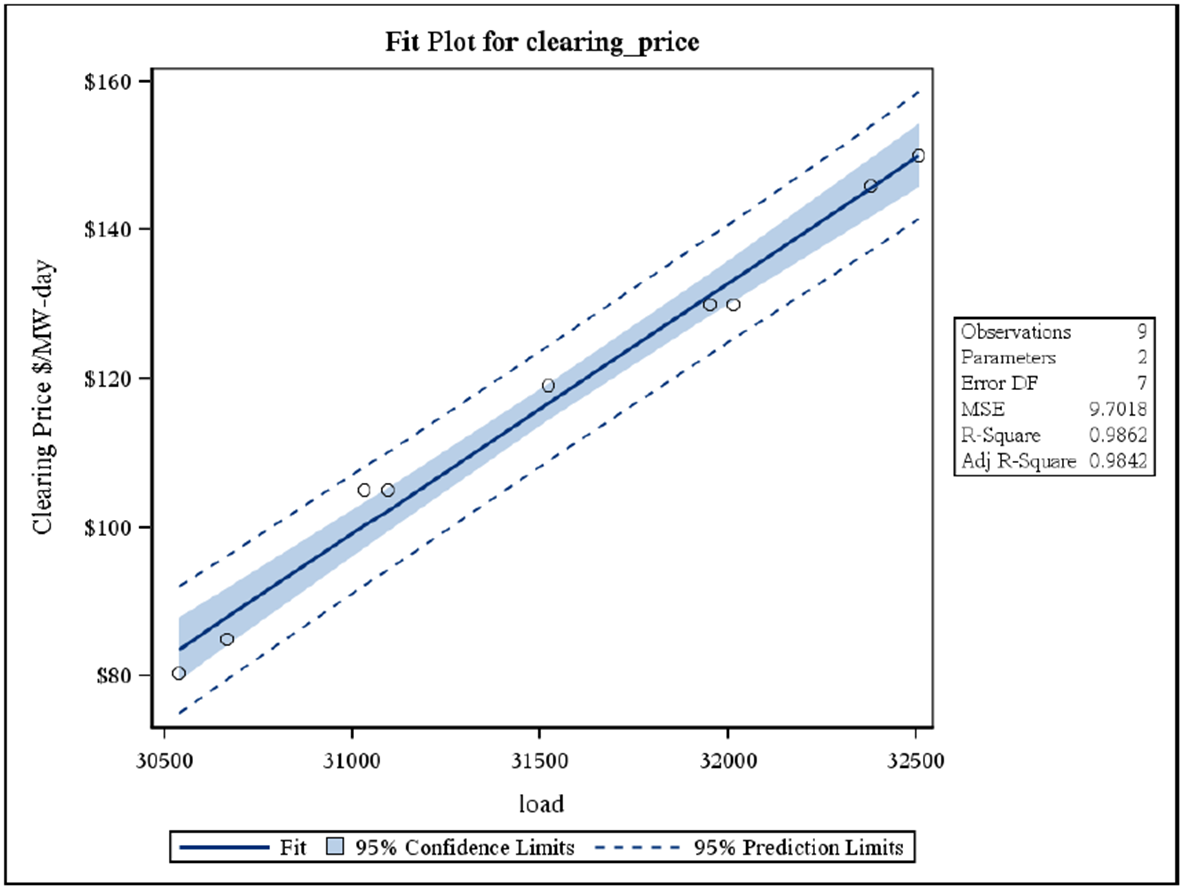 Fit Plot for clearing_price
Clearing Price $/MW-day
$160
$140
$120
$100
$80
30500 31000 31500 32000 32500
load
Observations 9
Parameters 2
Error DF 7
MSE 9.7018
R-Square 0.9862
Adj R-Square 0.9842
Fit 95% Confidence Limits 95% Prediction Limits